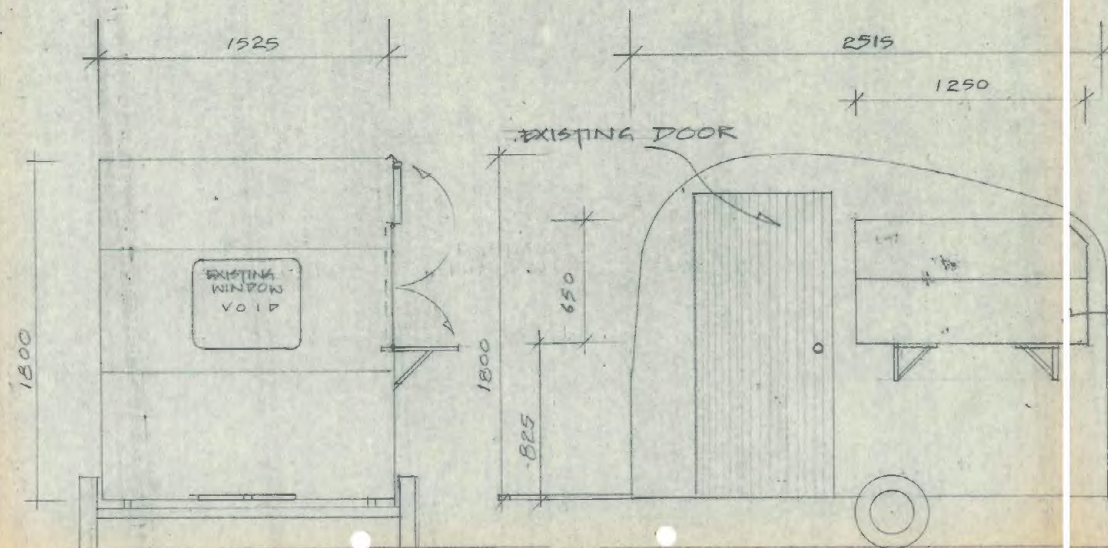 1525
2515
1250
EXISTING DOOR
EXISTING
WINDOW
VOID
650
1800
1800
825